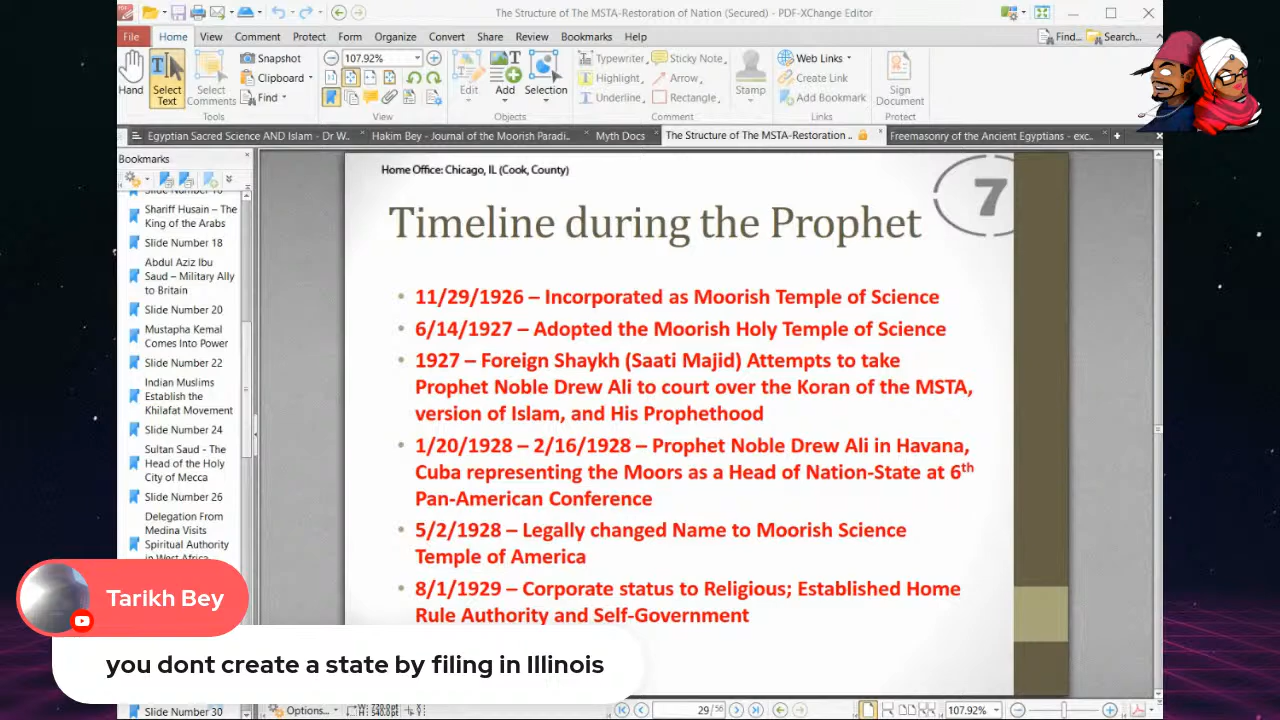 The Structure of The MSTA-Restoration of Nation (Secured) - PDF-XChange Editor
File Home View Comment Protect Form Organize Convert Share Review Bookmarks Help Find... Search...
Hand
Select Text
Select Comments
Snapshot
Clipboard
Find
Tools
107.92%
View
Edit
Add
Selection
Objects
Typewriter
Sticky Note
Highlight
Arrow
Underline
Rectangle
Comment
Stamp
Web Links
Create Link
Add Bookmark
Links
Sign Document
Protect
Egyptian Sacred Science AND Islam - Dr W..
Hakim Bey - Journal of the Moorish Paradi..
Myth Docs
The Structure of The MSTA-Restoration ..
Freemasonry of the Ancient Egyptians - exc..
Bookmarks
Shariff Husain – The King of the Arabs
Slide Number 18
Abdul Aziz Ibu Saud – Military Ally to Britain
Slide Number 20
Mustapha Kemal Comes Into Power
Slide Number 22
Indian Muslims Establish the Khilafat Movement
Slide Number 24
Sultan Saud - The Head of the Holy City of Mecca
Slide Number 26
Delegation From Medina Visits Spiritual Authority
Slide Number 30
Home Office: Chicago, IL (Cook, County)
7
Timeline during the Prophet
• 11/29/1926 – Incorporated as Moorish Temple of Science
• 6/14/1927 – Adopted the Moorish Holy Temple of Science
• 1927 – Foreign Shaykh (Saati Majid) Attempts to take
Prophet Noble Drew Ali to court over the Koran of the MSTA,
version of Islam, and His Prophethood
• 1/20/1928 – 2/16/1928 – Prophet Noble Drew Ali in Havana,
Cuba representing the Moors as a Head of Nation-State at 6th
Pan-American Conference
• 5/2/1928 – Legally changed Name to Moorish Science
Temple of America
• 8/1/1929 – Corporate status to Religious; Established Home
Rule Authority and Self-Government
Tarikh Bey
you dont create a state by filing in Illinois
Options...
29/56
107.92%